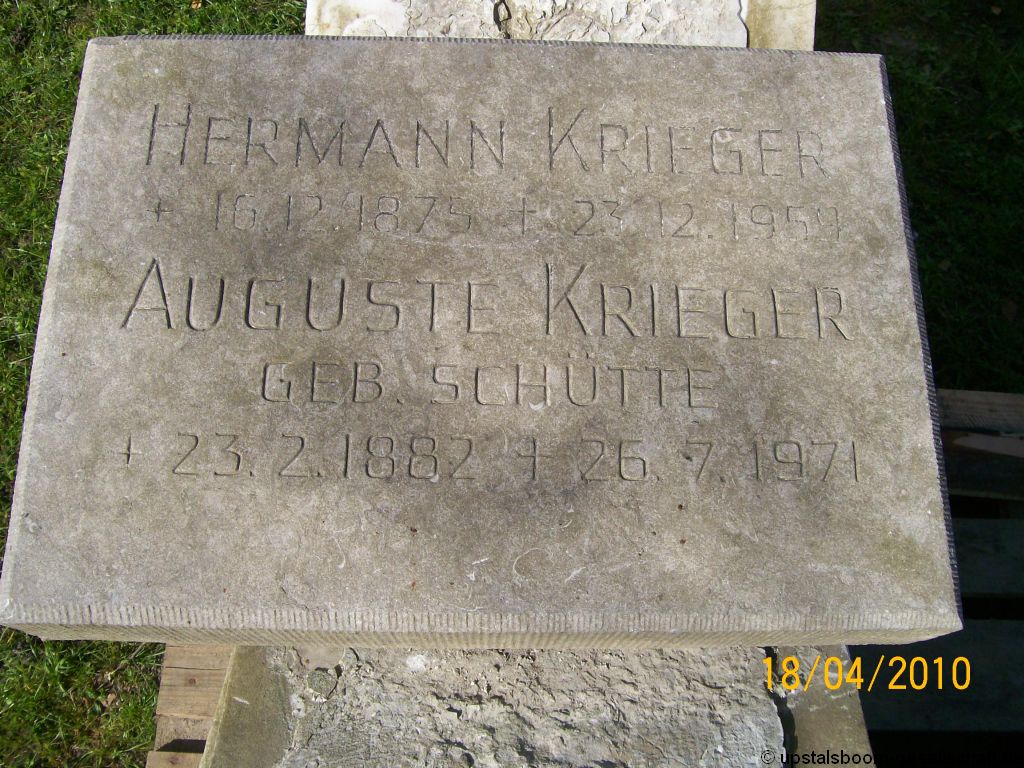 HERMANN KRIEGER
+ 16.12.1875 + 23.12.1959
AUGUSTE KRIEGER
GEB. SCHÜTTE
+ 23.2.1882 + 26.7.1971
18/04/2010